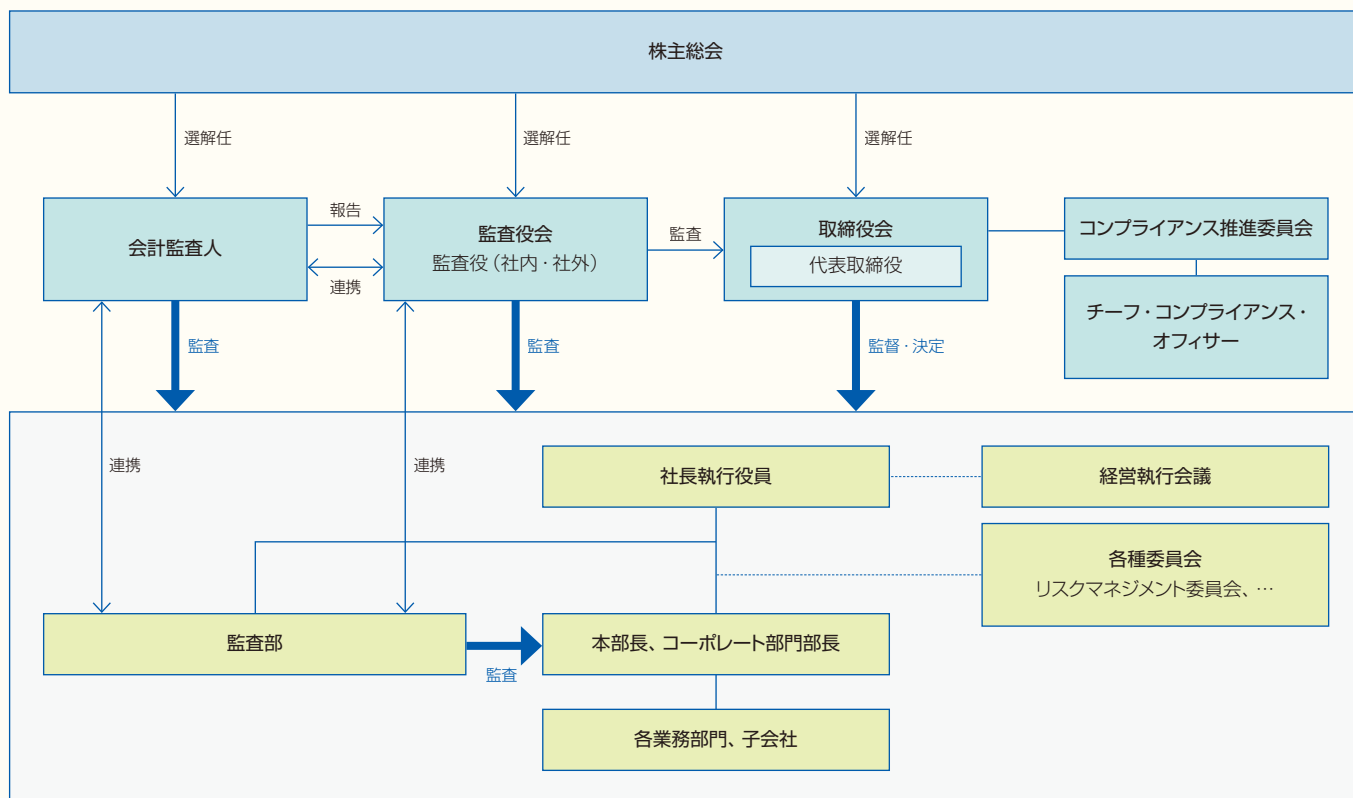 株主総会
選解任
選解任
選解任
会計監査人
報告
連携
監査役会
監査役（社内・社外）
監査
取締役会
代表取締役
コンプライアンス推進委員会
チーフ・コンプライアンス・
オフィサー
監査
監査
監督・決定
連携
連携
社長執行役員
経営執行会議
各種委員会
リスクマネジメント委員会、…
監査部
監査
本部長、コーポレート部門部長
各業務部門、子会社